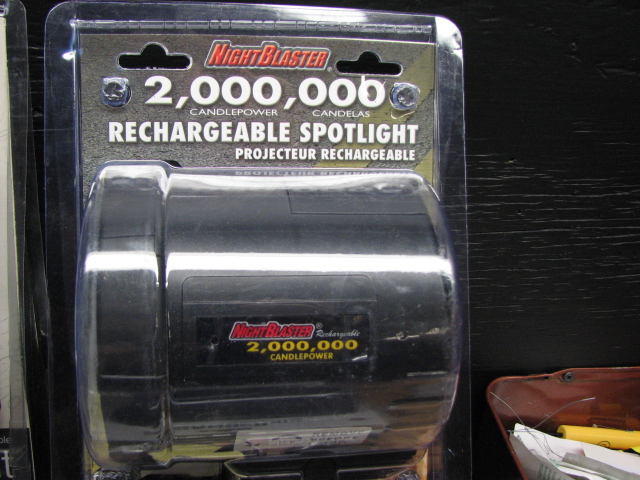 NIGHTBLASTER®
2,000,000
CANDLEPOWER CANDELAS
RECHARGEABLE SPOTLIGHT
PROJECTEUR RECHARGEABLE
NIGHTBLASTER®
Rechargeable
2,000,000
CANDLEPOWER